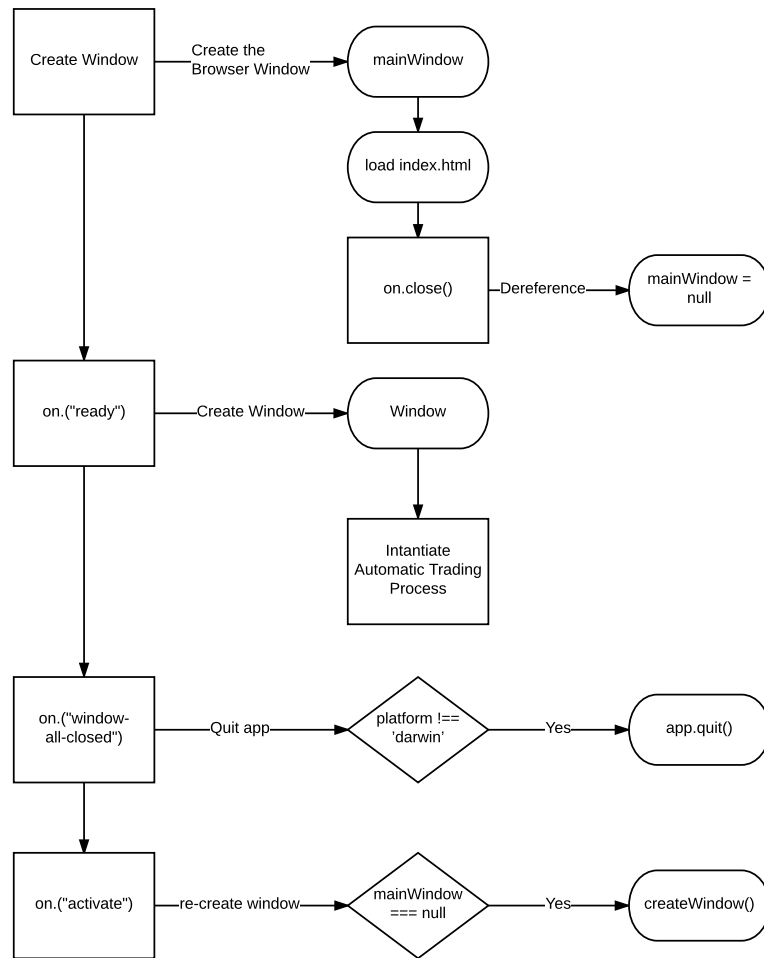 Create Window
Create the
Browser Window
mainWindow
load index.html
on.close()
Dereference
mainWindow =
null
on.("ready")
Create Window
Window
Intantiate
Automatic Trading
Process
on.("window-
all-closed")
Quit app
platform !==
'darwin’
Yes
app.quit()
on.("activate")
re-create window
mainWindow
=== null
Yes
createWindow()